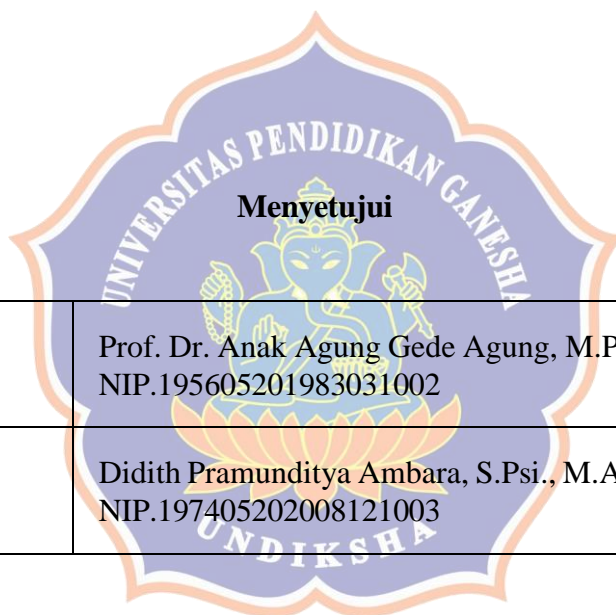 UNIVERSITAS PENDIDIKAN GANESHA
Menyetujui
Prof. Dr. Anak Agung Gede Agung, M.P
NIP.195605201983031002
Didith Pramunditya Ambara, S.Psi., M.A
NIP.197405202008121003
UNDIKSHA